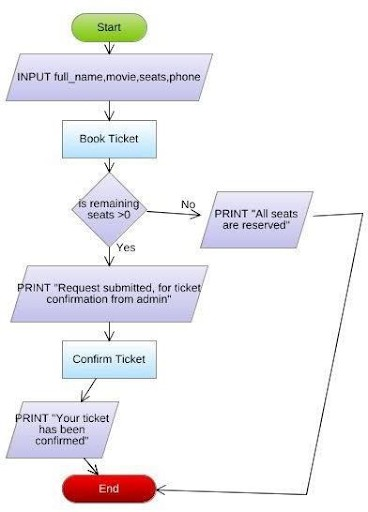 Start
INPUT full_name,movie,seats,phone
Book Ticket
is remaining
seats >0
No
PRINT "All seats
are reserved"
Yes
PRINT "Request submitted, for ticket
confirmation from admin"
Confirm Ticket
PRINT "Your ticket
has been
confirmed"
End